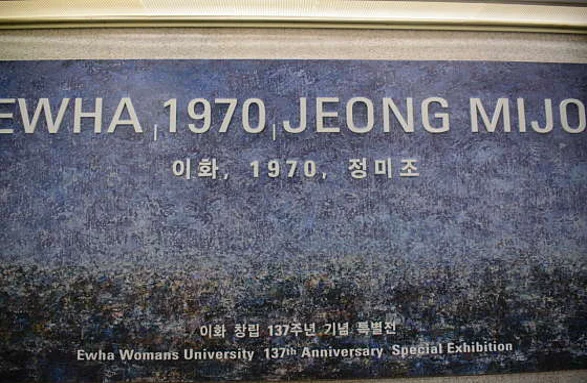 EWHA, 1970, JEONG MIJO
이화, 1970, 정미조
이화 창립 137주년 기념 특별전
Ewha Womans University 137th Anniversary Special Exhibition